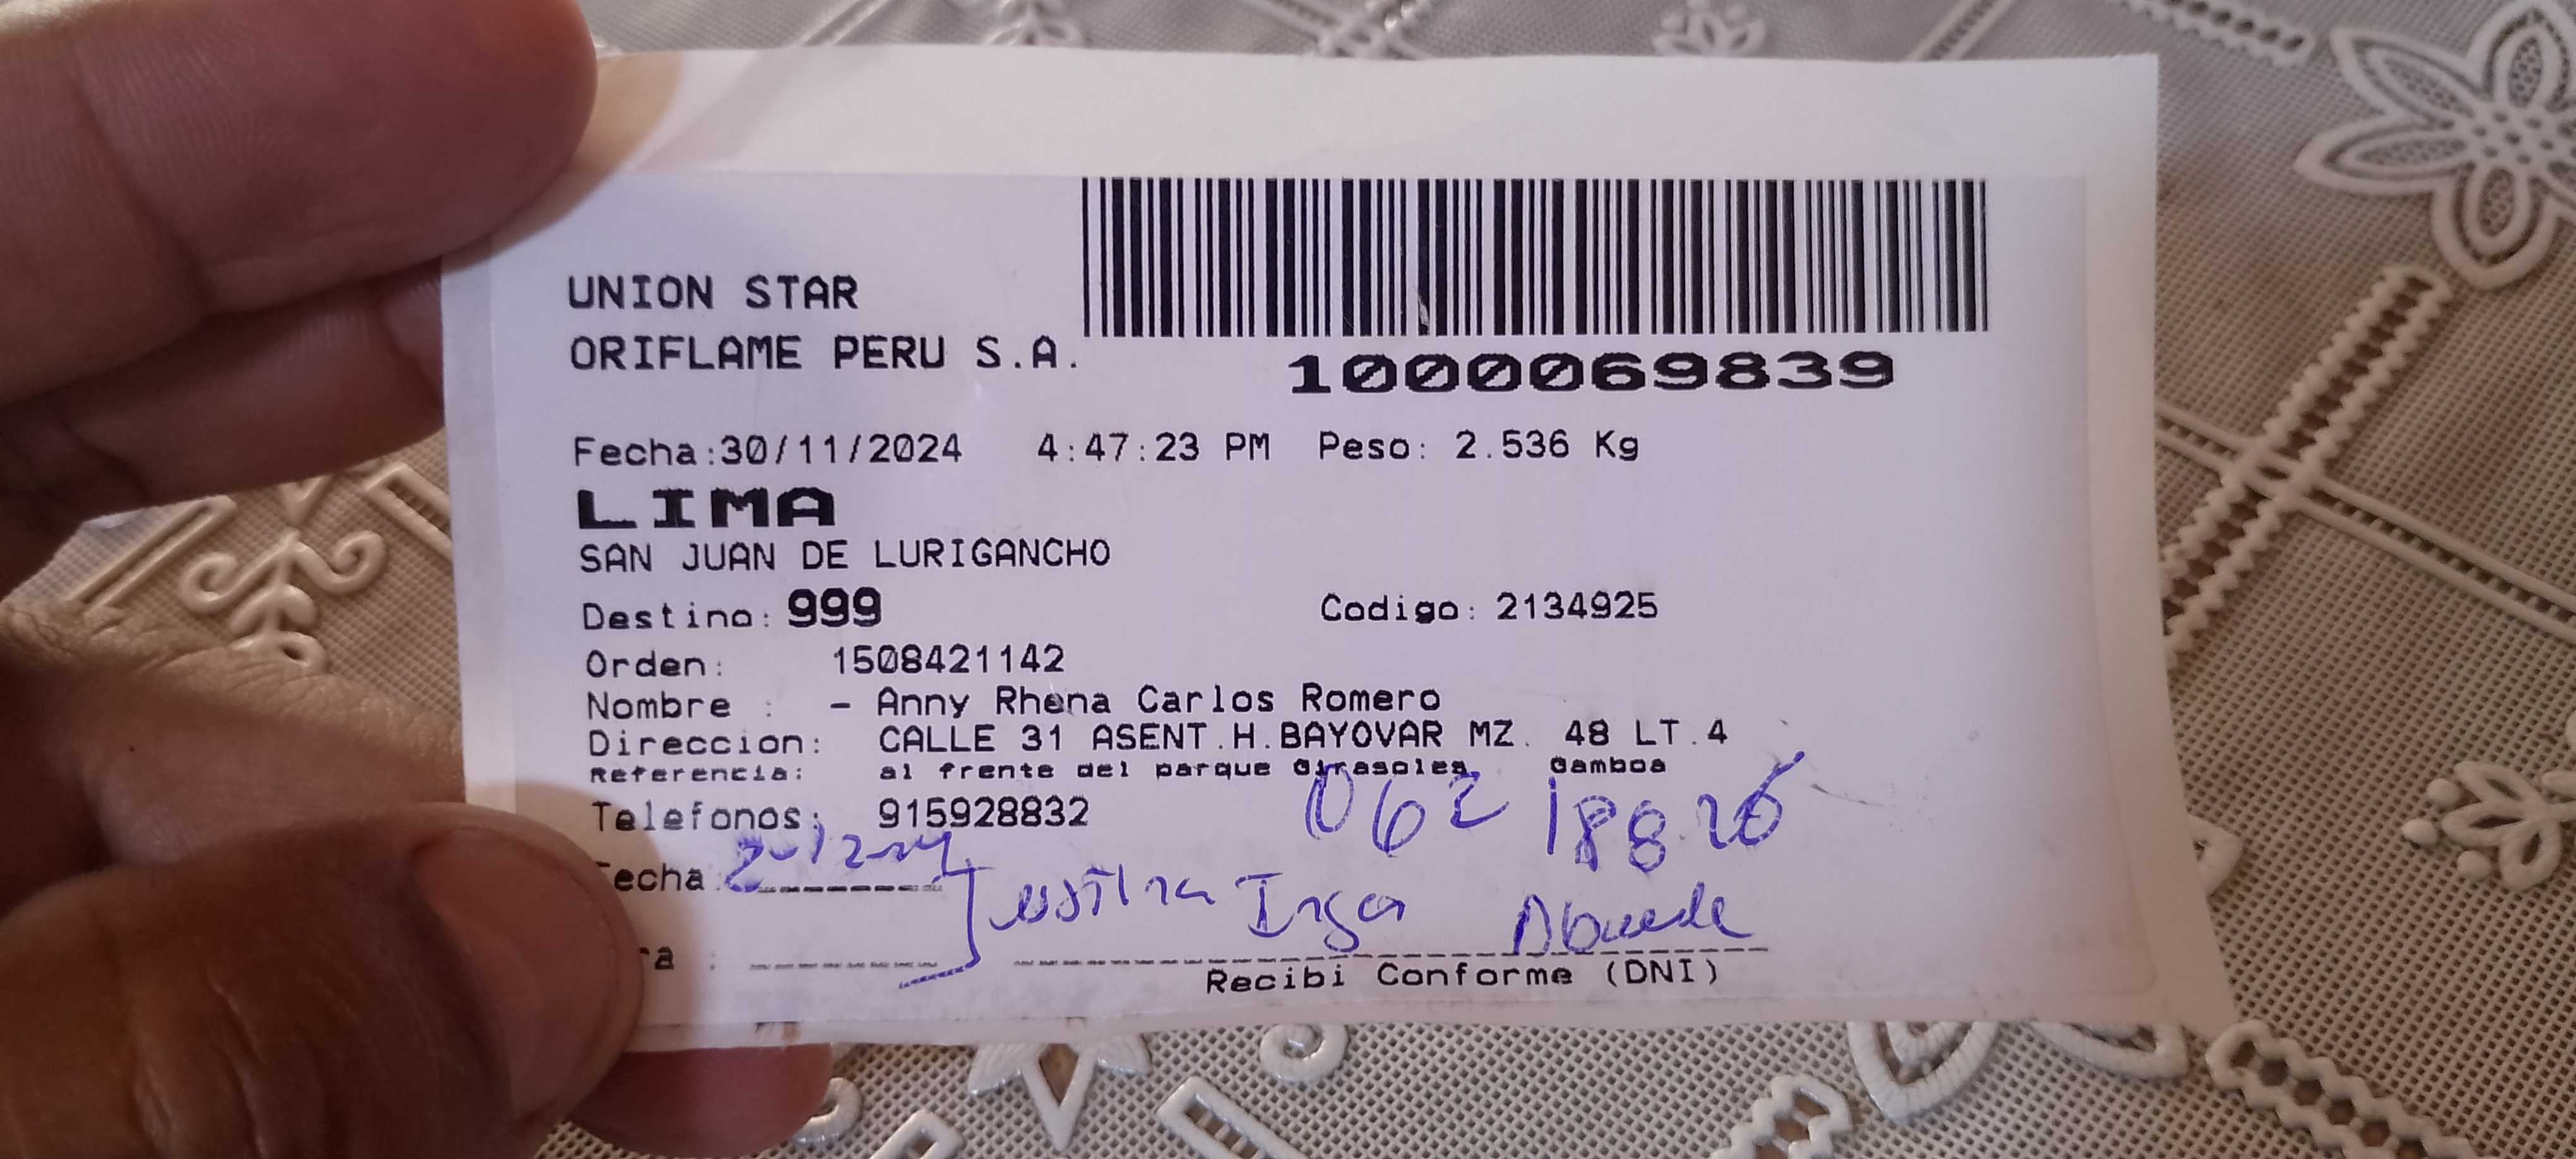 UNION STAR
ORIFLAME PERU S.A.
1000069839
Fecha:30/11/2024 4:47:23 PM Peso: 2.536 Kg
LIMA
SAN JUAN DE LURIGANCHO
Destino: 999 Codigo: 2134925
Orden: 1508421142
Nombre : - Anny Rhena Carlos Romero
Direccion: CALLE 31 ASENT.H.BAYOVAR MZ. 48 LT.4
Referencia: al frente del parque Girasoles Gamboa
Telefonos: 915928832
062 18826
Fecha: 2-12-24
Justina Inga Abuela
ra :
Recibi Conforme (DNI)